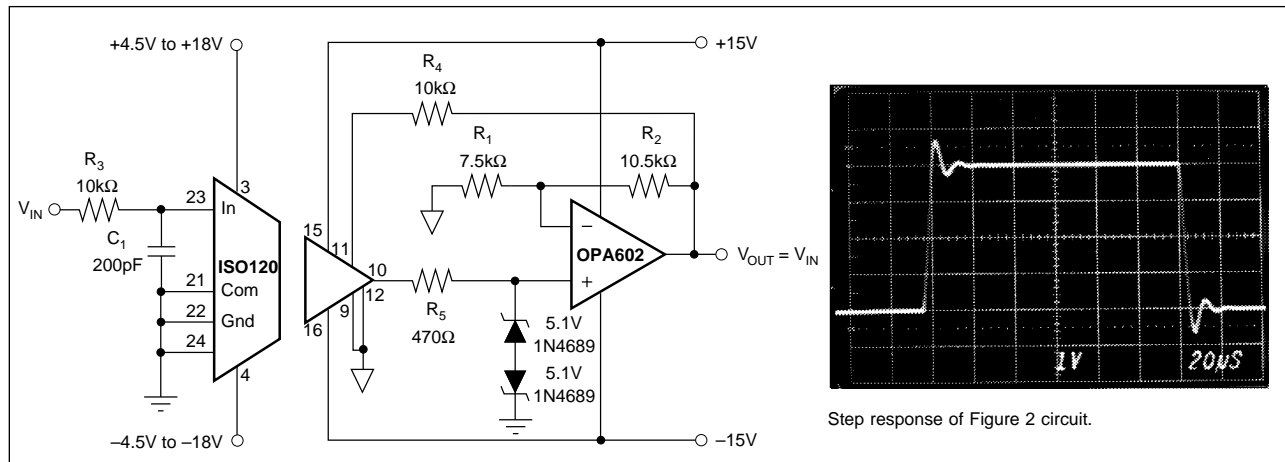 +4.5V to +18V
+15V
R4
10kΩ
R1
7.5kΩ
R2
10.5kΩ
R3
10kΩ
VIN
23
3
In
C1
200pF
ISO120
21
Com
22
Gnd
24
4
–4.5V to –18V
15
11
10
12
9
16
R5
470Ω
–
OPA602
+
VOUT = VIN
5.1V
1N4689
5.1V
1N4689
–15V
1V
20µS
Step response of Figure 2 circuit.